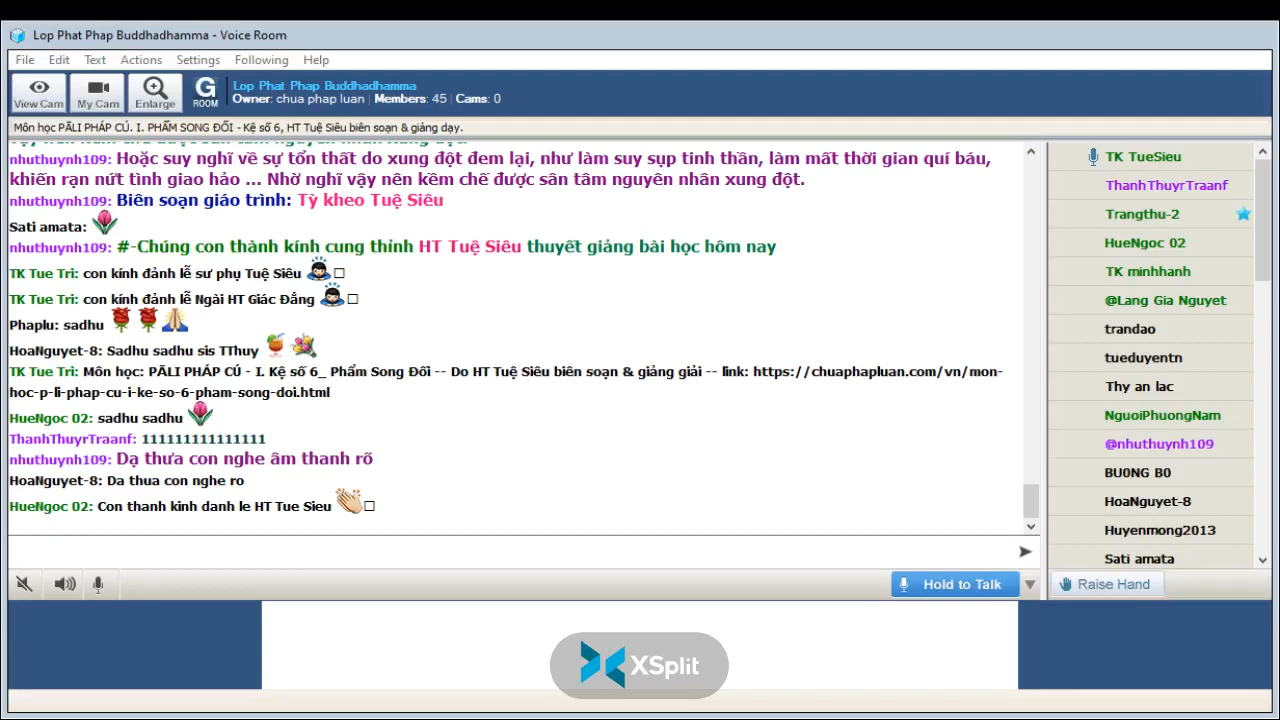 Lop Phat Phap Buddhadhamma - Voice Room
File Edit Text Actions Settings Following Help
View Cam My Cam Enlarge G ROOM
Lop Phat Phap Buddhadhamma
Owner: chua phap luan | Members: 45 | Cams: 0
Môn học PĀLI PHÁP CÚ. I. PHẨM SONG ĐỐI - Kệ số 6, HT Tuệ Siêu biên soạn & giảng dạy.
nhuthuynh109: Hoặc suy nghĩ về sự tổn thất do xung đột đem lại, như làm suy sụp tinh thần, làm mất thời gian quí báu,
khiến rạn nứt tình giao hảo ... Nhờ nghĩ vậy nên kềm chế được sân tâm nguyên nhân xung đột.
nhuthuynh109: Biên soạn giáo trình: Tỳ kheo Tuệ Siêu
Sati amata:
nhuthuynh109: #-Chúng con thành kính cung thỉnh HT Tuệ Siêu thuyết giảng bài học hôm nay
TK Tue Tri: con kính đảnh lễ sư phụ Tuệ Siêu
TK Tue Tri: con kính đảnh lễ Ngài HT Giác Đẳng
Phaplu: sadhu
HoaNguyet-8: Sadhu sadhu sis TThuy
TK Tue Tri: Môn học: PĀLI PHÁP CÚ - I. Kệ số 6_ Phẩm Song Đối -- Do HT Tuệ Siêu biên soạn & giảng giải -- link: https://chuaphapluan.com/vn/mon-
hoc-p-li-phap-cu-i-ke-so-6-pham-song-doi.html
HueNgoc 02: sadhu sadhu
ThanhThuyrTraanf: 111111111111111
nhuthuynh109: Dạ thưa con nghe âm thanh rõ
HoaNguyet-8: Da thua con nghe ro
HueNgoc 02: Con thanh kinh danh le HT Tue Sieu
Hold to Talk
TK TueSieu
ThanhThuyrTraanf
Trangthu-2
HueNgoc 02
TK minhhanh
@Lang Gia Nguyet
trandao
tueduyentn
Thy an lac
NguoiPhuongNam
@nhuthuynh109
BU0NG B0
HoaNguyet-8
Huyenmong2013
Sati amata
Raise Hand
XSplit